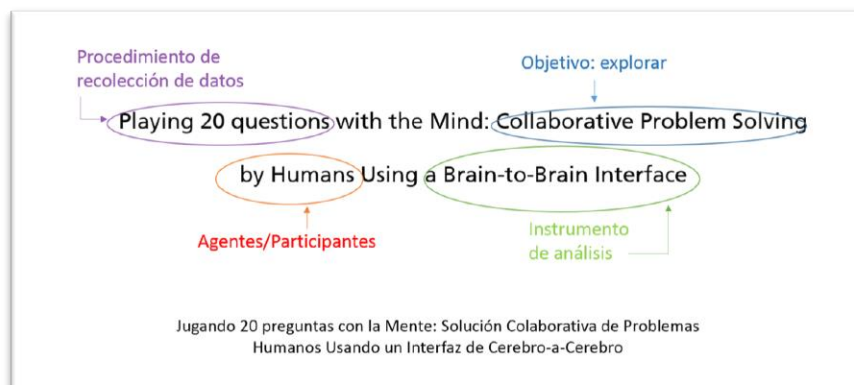 Procedimiento de
recolección de datos
Objetivo: explorar
Playing 20 questions with the Mind: Collaborative Problem Solving
by Humans Using a Brain-to-Brain Interface
Agentes/Participantes
Instrumento
de análisis
Jugando 20 preguntas con la Mente: Solución Colaborativa de Problemas
Humanos Usando un Interfaz de Cerebro-a-Cerebro